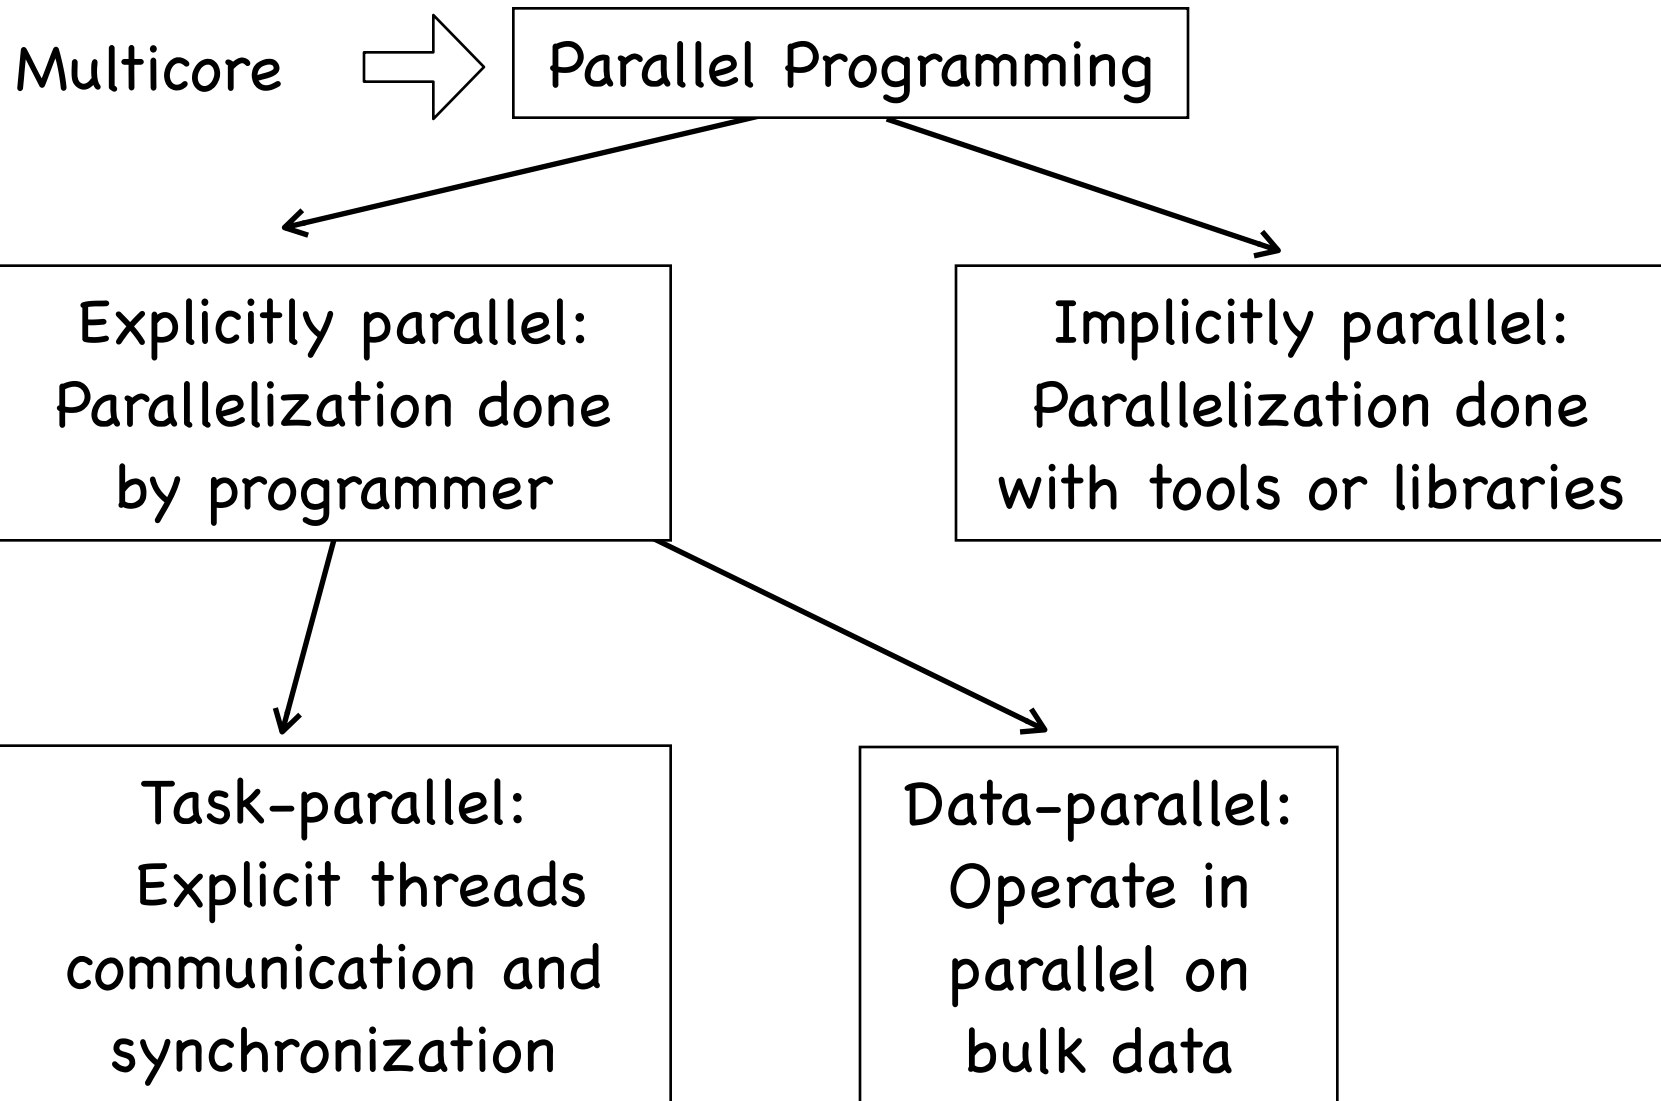 Multicore
Parallel Programming
Explicitly parallel:
Parallelization done
by programmer
Implicitly parallel:
Parallelization done
with tools or libraries
Task-parallel:
Explicit threads
communication and
synchronization
Data-parallel:
Operate in
parallel on
bulk data